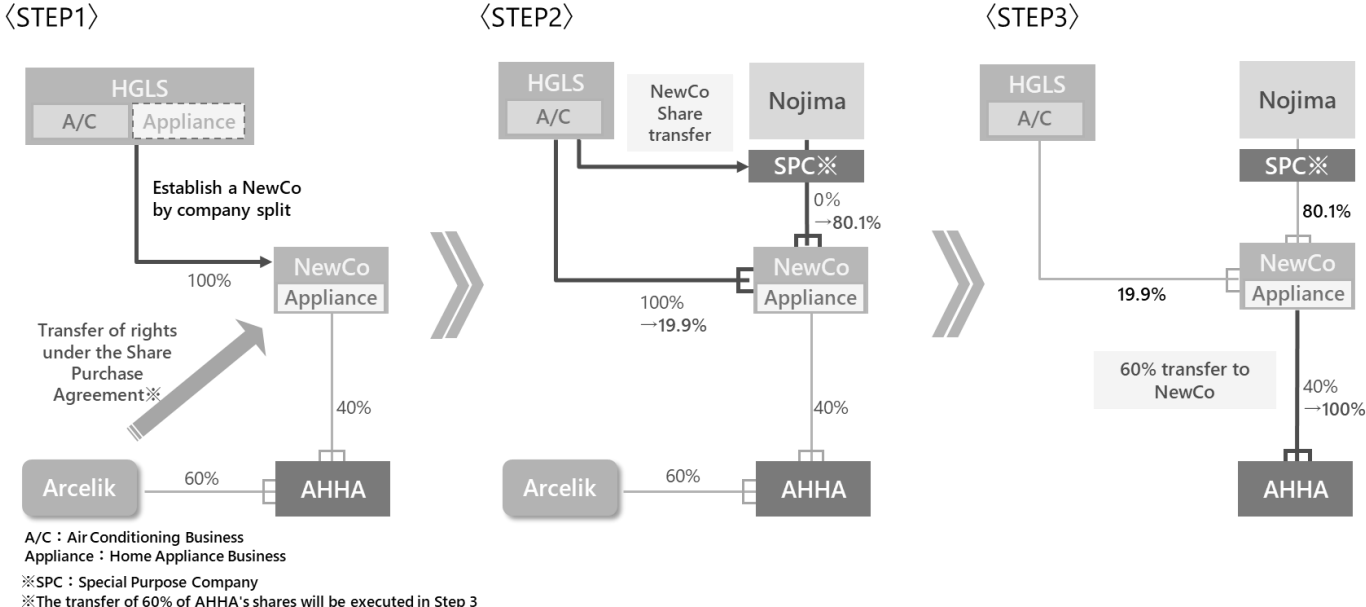 〈STEP1〉
HGLS
A/C
Appliance
Establish a NewCo
by company split
100%
NewCo
Appliance
Transfer of rights
under the Share
Purchase
Agreement※
40%
Arcelik
60%
AHHA
A/C：Air Conditioning Business
Appliance：Home Appliance Business
※SPC：Special Purpose Company
※The transfer of 60% of AHHA's shares will be executed in Step 3
〈STEP2〉
HGLS
A/C
NewCo
Share
transfer
Nojima
SPC※
0%
→80.1%
NewCo
Appliance
100%
→19.9%
40%
Arcelik
60%
AHHA
〈STEP3〉
HGLS
A/C
Nojima
SPC※
80.1%
NewCo
Appliance
19.9%
60% transfer to
NewCo
40%
→100%
AHHA